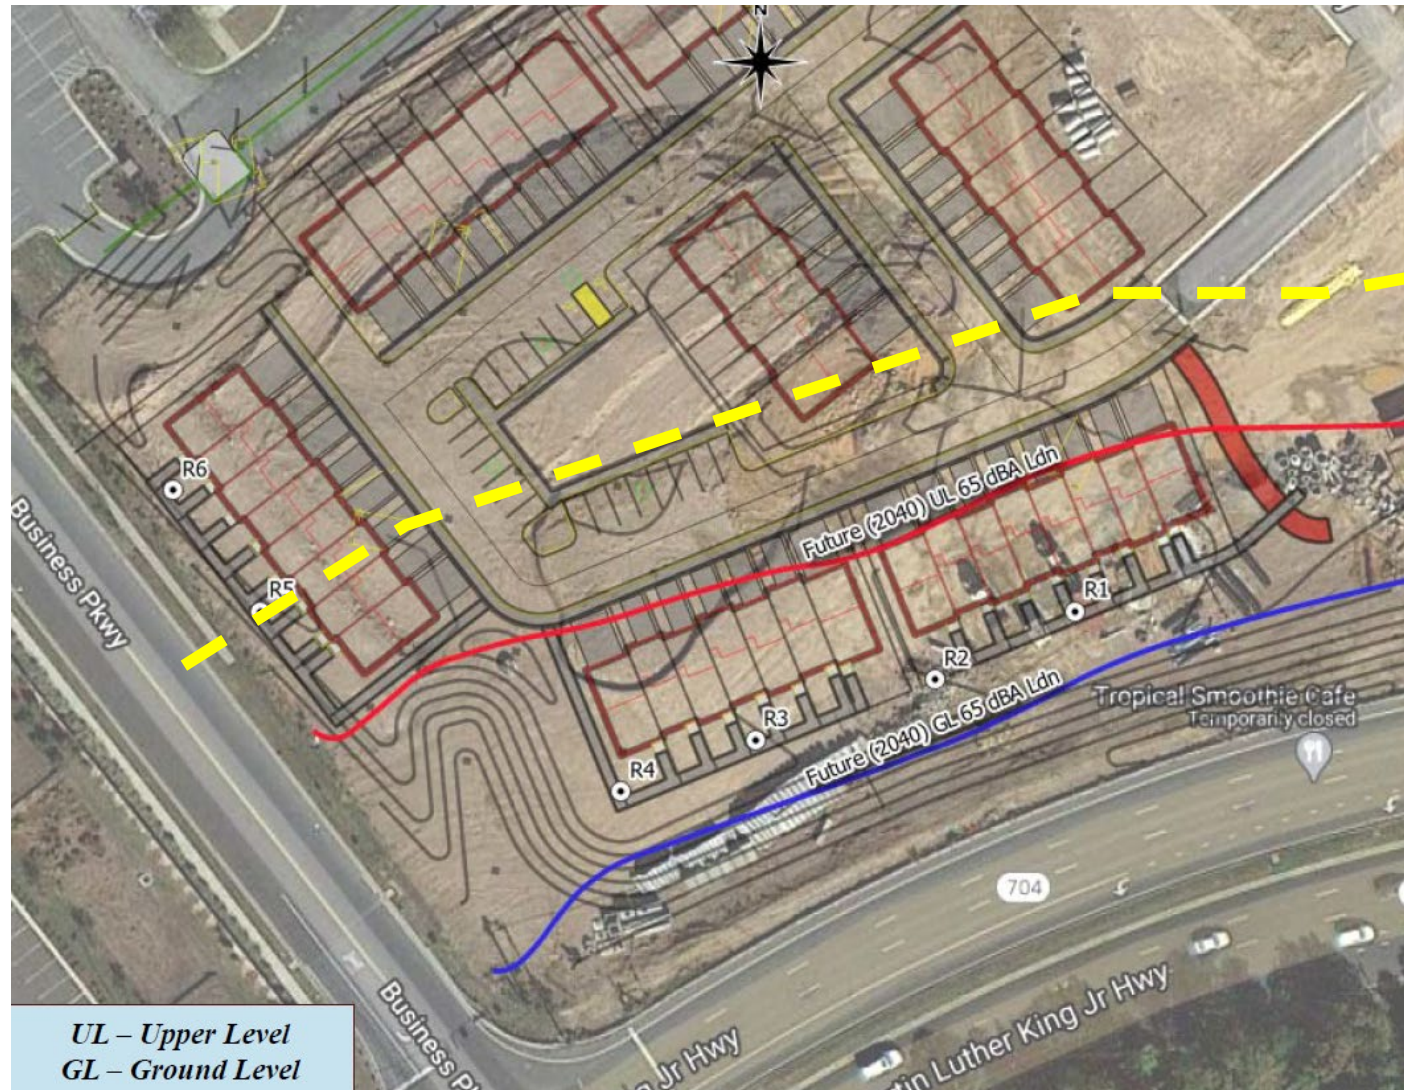 N
R6
R5
Business Pkwy
Future (2040) UL 65 dBA Ldn
R1
R2
R3
R4
Future (2040) GL 65 dBA Ldn
Tropical Smoothie Cafe
Temporarily closed
704
Business Pk
Jr Hwy
tin Luther King Jr Hwy
UL – Upper Level
GL – Ground Level